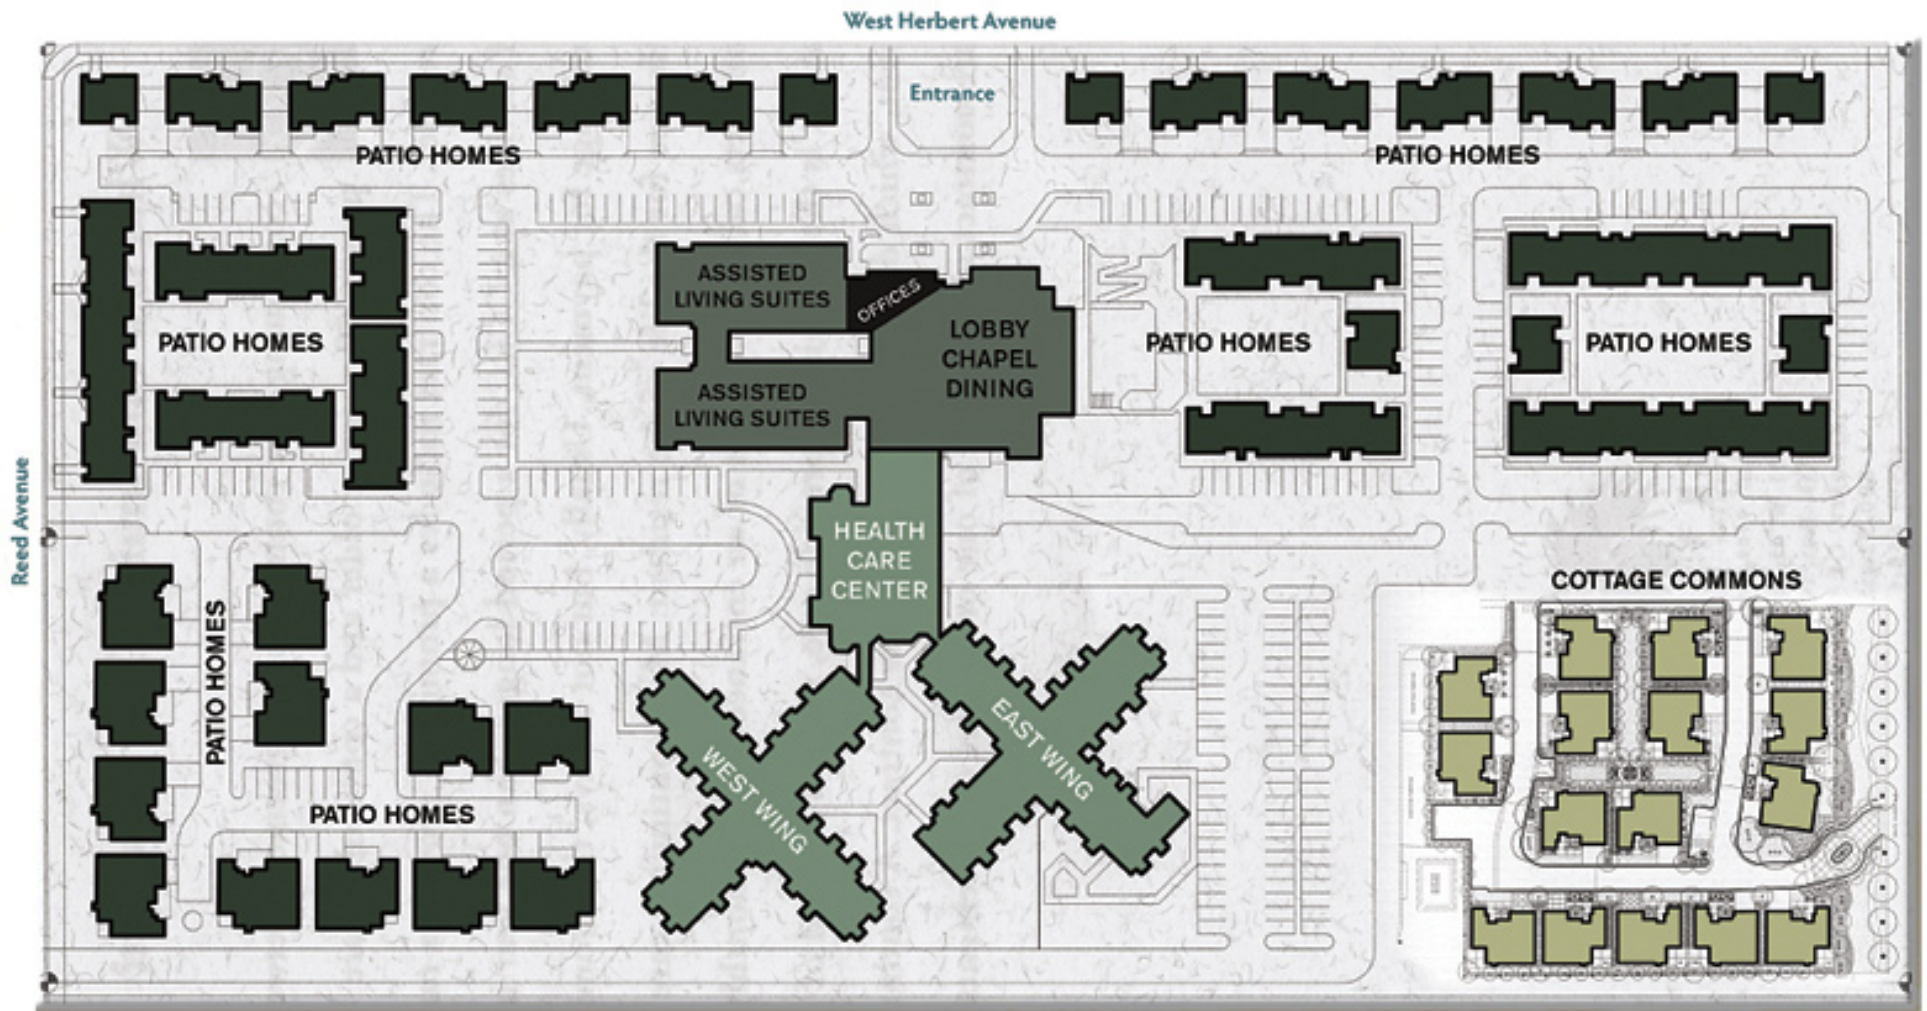 West Herbert Avenue
Entrance
PATIO HOMES
PATIO HOMES
ASSISTED
LIVING SUITES
OFFICES
LOBBY
CHAPEL
DINING
PATIO HOMES
PATIO HOMES
PATIO HOMES
ASSISTED
LIVING SUITES
Reed Avenue
HEALTH
CARE
CENTER
COTTAGE COMMONS
PATIO HOMES
WEST WING
EAST WING
PATIO HOMES